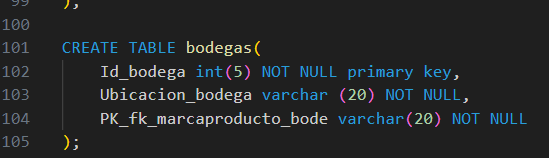 99 );
100
101 CREATE TABLE bodegas(
102 Id_bodega int(5) NOT NULL primary key,
103 Ubicacion_bodega varchar (20) NOT NULL,
104 PK_fk_marcaproducto_bode varchar(20) NOT NULL
105 );